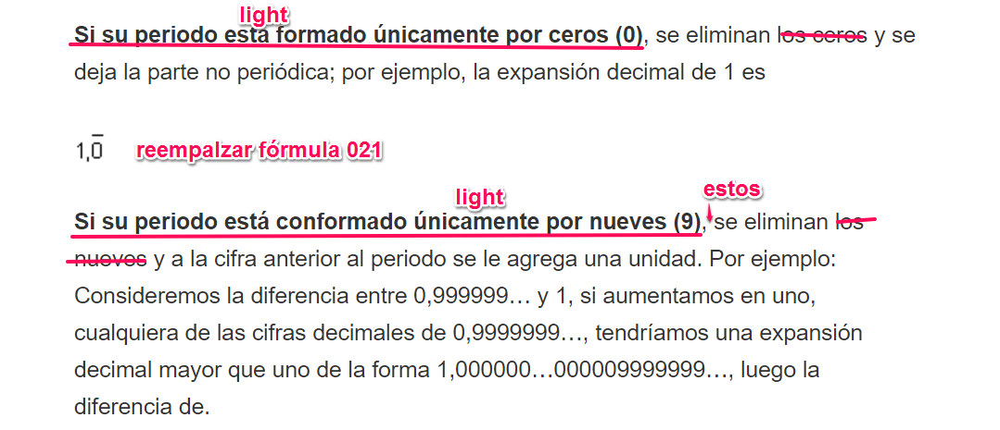 light
Si su periodo está formado únicamente por ceros (0), se eliminan los ceros y se
deja la parte no periódica; por ejemplo, la expansión decimal de 1 es
1,0̅ reempalzar fórmula 021
light estos
Si su periodo está conformado únicamente por nueves (9), se eliminan los
nueves y a la cifra anterior al periodo se le agrega una unidad. Por ejemplo:
Consideremos la diferencia entre 0,999999… y 1, si aumentamos en uno,
cualquiera de las cifras decimales de 0,9999999…, tendríamos una expansión
decimal mayor que uno de la forma 1,000000…000009999999…, luego la
diferencia de.